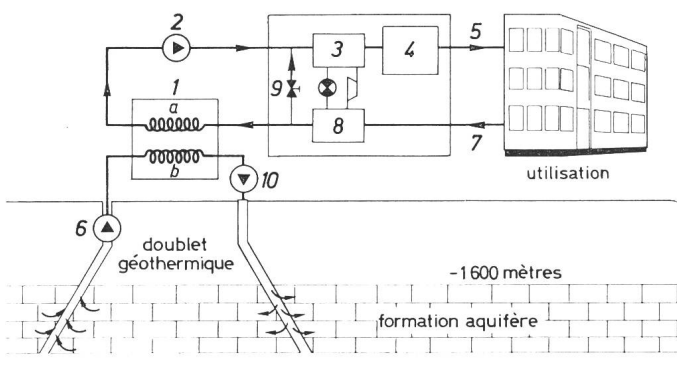 2
5
3
4
1
9
a
8
7
b
utilisation
10
6
doublet
géothermique
-1600 mètres
formation aquifère